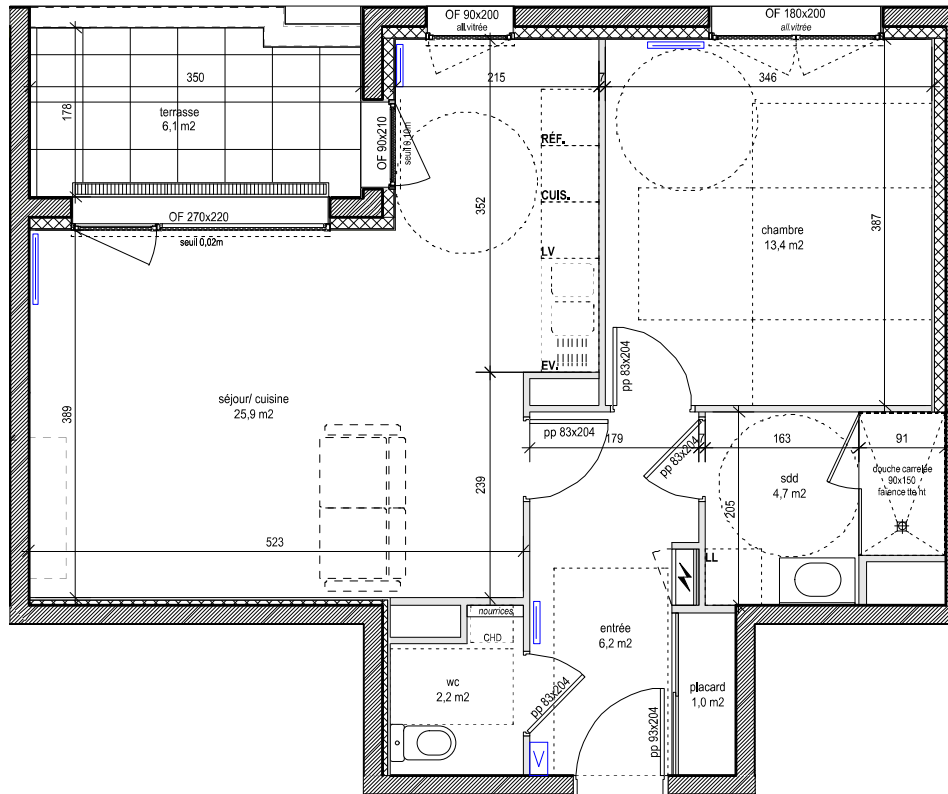 OF 90x200
all.vitrée
OF 180x200
all.vitrée
350
215
7
346
178
terrasse
6,1 m2
OF 90x210
seuil 0,10m
RÉF.
CUIS.
352
LV
EV.
387
chambre
13,4 m2
OF 270x220
seuil 0,02m
pp 83x204
389
séjour/ cuisine
25,9 m2
239
523
pp 83x204
179
pp 83x204
7
163
91
sdd
4,7 m2
205
douche carrelée
90x150
faïence tte ht
LL
nourrices
CHD
wc
2,2 m2
pp 83x204
entrée
6,2 m2
pp 93x204
placard
1,0 m2
V